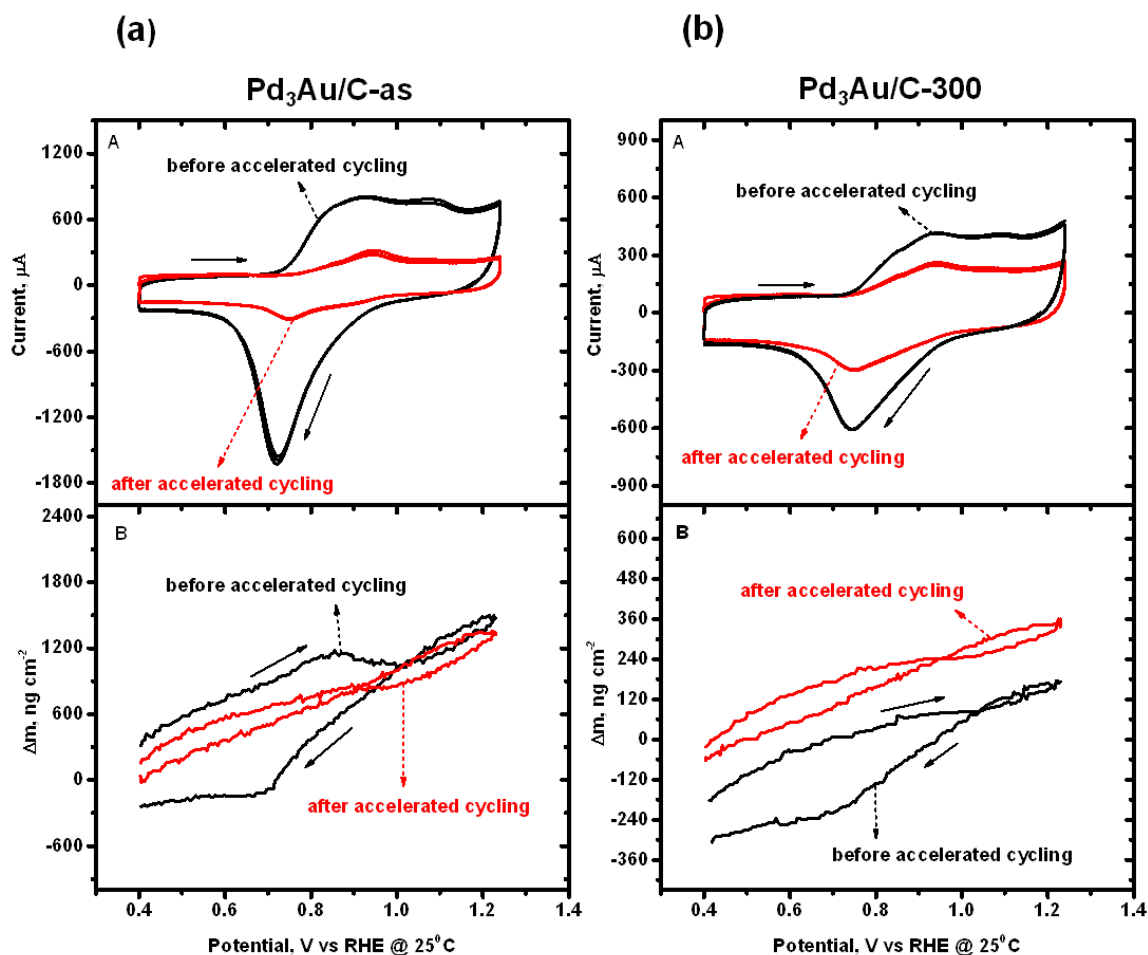 (a)
Pd₃Au/C-as
A
before accelerated cycling
after accelerated cycling
Current, μA
1200
600
0
-600
-1200
-1800
B
before accelerated cycling
after accelerated cycling
Δm, ng cm⁻²
2400
1800
1200
600
0
-600
0.4 0.6 0.8 1.0 1.2 1.4
Potential, V vs RHE @ 25⁰C
(b)
Pd₃Au/C-300
A
before accelerated cycling
after accelerated cycling
Current, μA
900
600
300
0
-300
-600
-900
B
after accelerated cycling
before accelerated cycling
Δm, ng cm⁻²
600
480
360
240
120
0
-120
-240
-360
0.4 0.6 0.8 1.0 1.2 1.4
Potential, V vs RHE @ 25⁰C